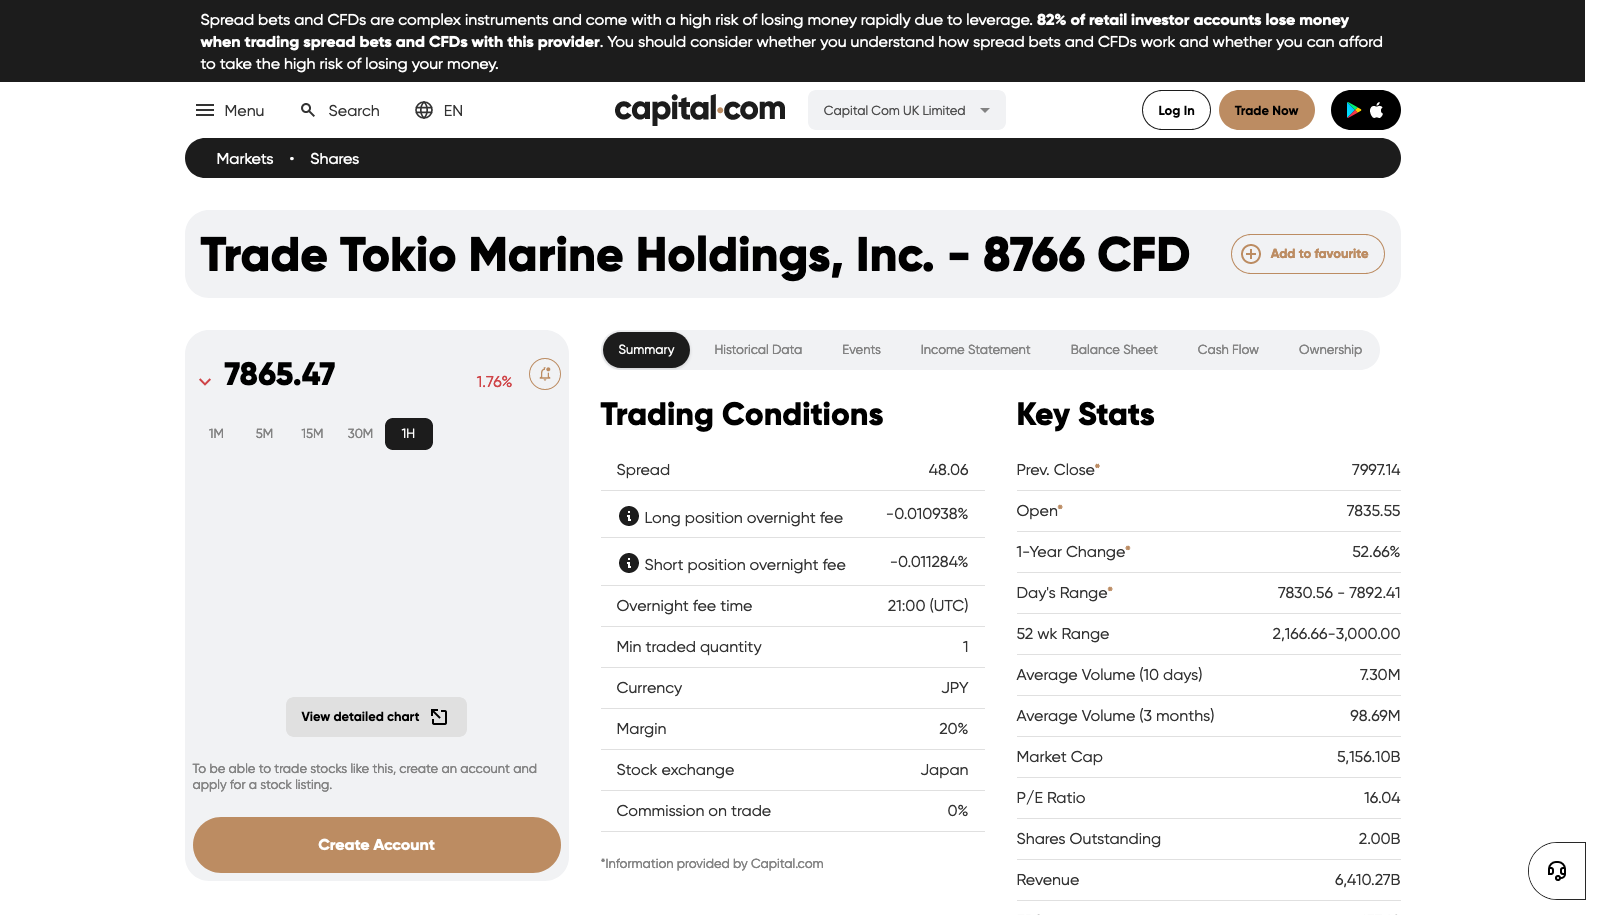 Spread bets and CFDs are complex instruments and come with a high risk of losing money rapidly due to leverage. 82% of retail investor accounts lose money
when trading spread bets and CFDs with this provider. You should consider whether you understand how spread bets and CFDs work and whether you can afford
to take the high risk of losing your money.
Menu Search EN capital.com Capital Com UK Limited Log In Trade Now
Markets • Shares
Trade Tokio Marine Holdings, Inc. - 8766 CFD Add to favourite
7865.47 1.76%
1M 5M 15M 30M 1H
View detailed chart
To be able to trade stocks like this, create an account and
apply for a stock listing.
Create Account
Summary Historical Data Events Income Statement Balance Sheet Cash Flow Ownership
Trading Conditions
Spread 48.06
Long position overnight fee -0.010938%
Short position overnight fee -0.011284%
Overnight fee time 21:00 (UTC)
Min traded quantity 1
Currency JPY
Margin 20%
Stock exchange Japan
Commission on trade 0%
*Information provided by Capital.com
Key Stats
Prev. Close* 7997.14
Open* 7835.55
1-Year Change* 52.66%
Day's Range* 7830.56 - 7892.41
52 wk Range 2,166.66-3,000.00
Average Volume (10 days) 7.30M
Average Volume (3 months) 98.69M
Market Cap 5,156.10B
P/E Ratio 16.04
Shares Outstanding 2.00B
Revenue 6,410.27B